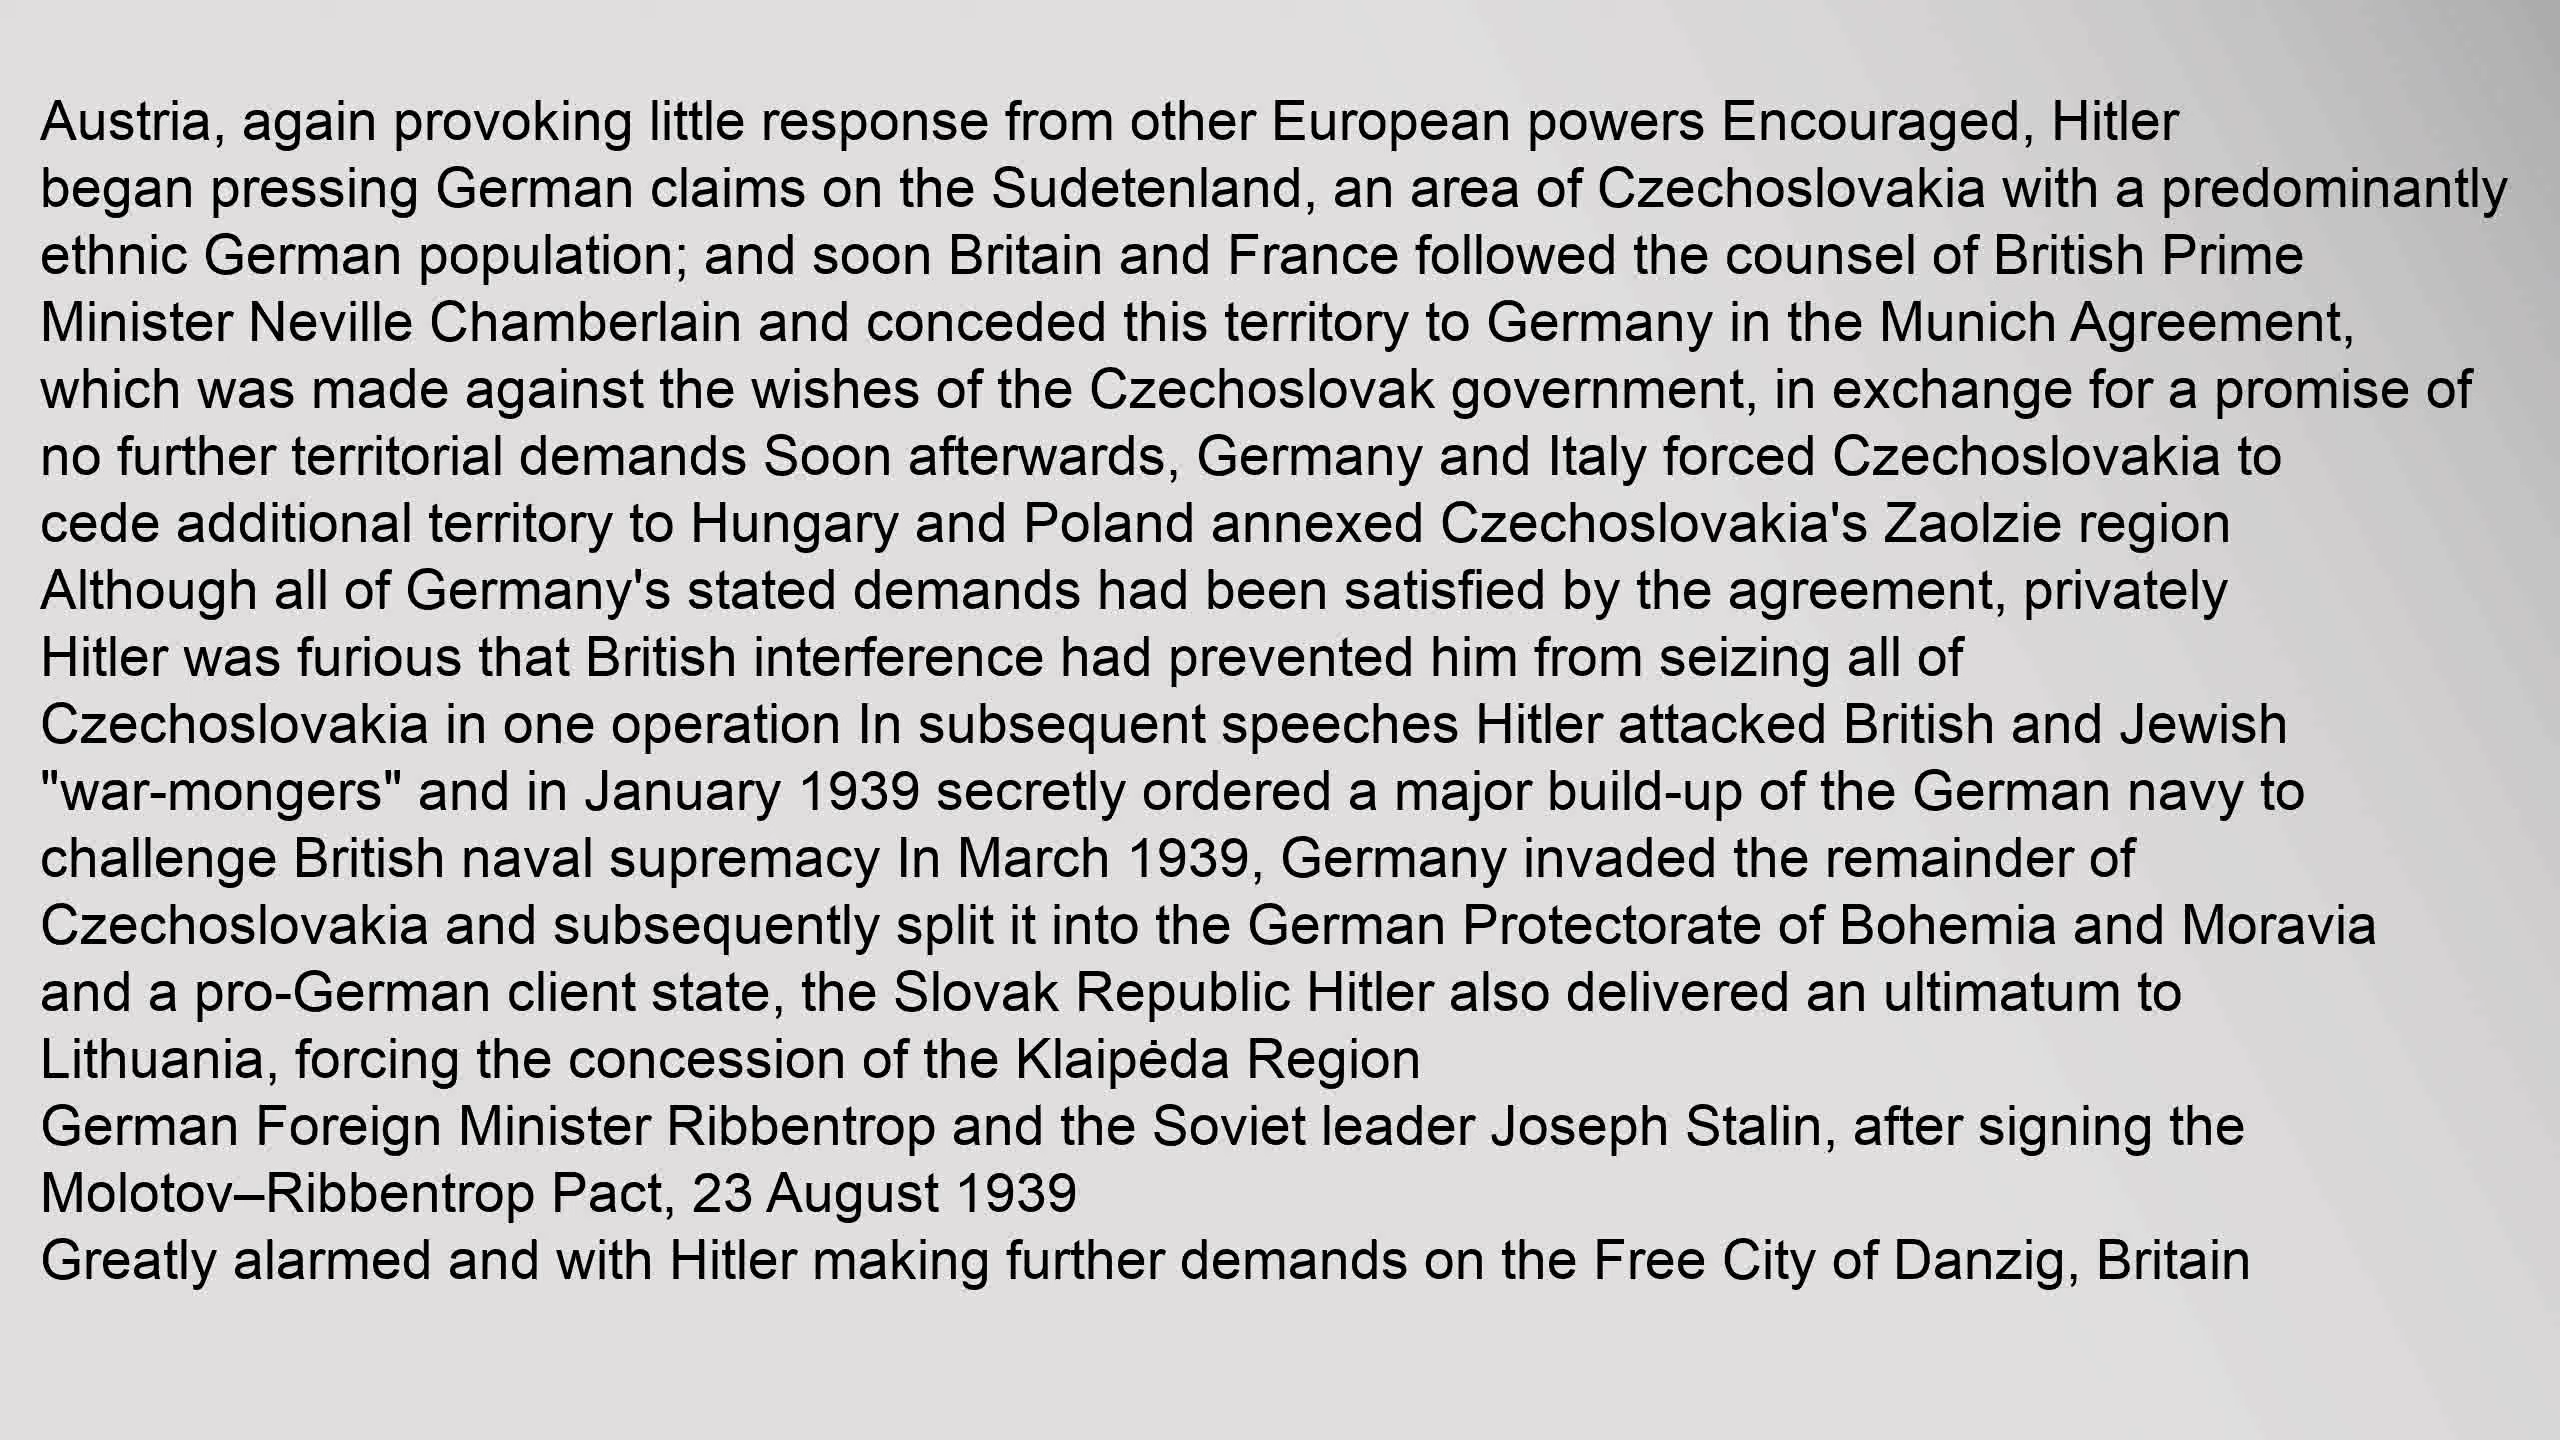 Austria, again provoking little response from other European powers Encouraged, Hitler
began pressing German claims on the Sudetenland, an area of Czechoslovakia with a predominantly
ethnic German population; and soon Britain and France followed the counsel of British Prime
Minister Neville Chamberlain and conceded this territory to Germany in the Munich Agreement,
which was made against the wishes of the Czechoslovak government, in exchange for a promise of
no further territorial demands Soon afterwards, Germany and Italy forced Czechoslovakia to
cede additional territory to Hungary and Poland annexed Czechoslovakia's Zaolzie region
Although all of Germany's stated demands had been satisfied by the agreement, privately
Hitler was furious that British interference had prevented him from seizing all of
Czechoslovakia in one operation In subsequent speeches Hitler attacked British and Jewish
"war-mongers" and in January 1939 secretly ordered a major build-up of the German navy to
challenge British naval supremacy In March 1939, Germany invaded the remainder of
Czechoslovakia and subsequently split it into the German Protectorate of Bohemia and Moravia
and a pro-German client state, the Slovak Republic Hitler also delivered an ultimatum to
Lithuania, forcing the concession of the Klaipėda Region
German Foreign Minister Ribbentrop and the Soviet leader Joseph Stalin, after signing the
Molotov–Ribbentrop Pact, 23 August 1939
Greatly alarmed and with Hitler making further demands on the Free City of Danzig, Britain